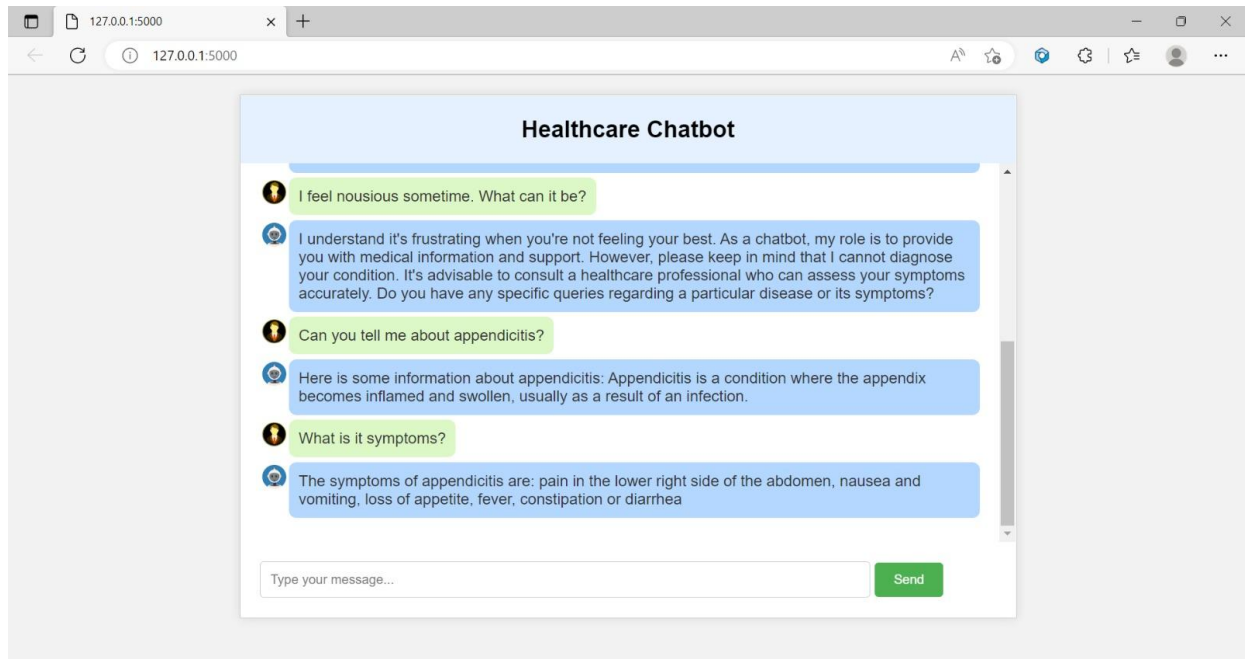 127.0.0.1:5000
127.0.0.1:5000
Healthcare Chatbot
I feel nousious sometime. What can it be?
I understand it's frustrating when you're not feeling your best. As a chatbot, my role is to provide
you with medical information and support. However, please keep in mind that I cannot diagnose
your condition. It's advisable to consult a healthcare professional who can assess your symptoms
accurately. Do you have any specific queries regarding a particular disease or its symptoms?
Can you tell me about appendicitis?
Here is some information about appendicitis: Appendicitis is a condition where the appendix
becomes inflamed and swollen, usually as a result of an infection.
What is it symptoms?
The symptoms of appendicitis are: pain in the lower right side of the abdomen, nausea and
vomiting, loss of appetite, fever, constipation or diarrhea
Type your message...
Send